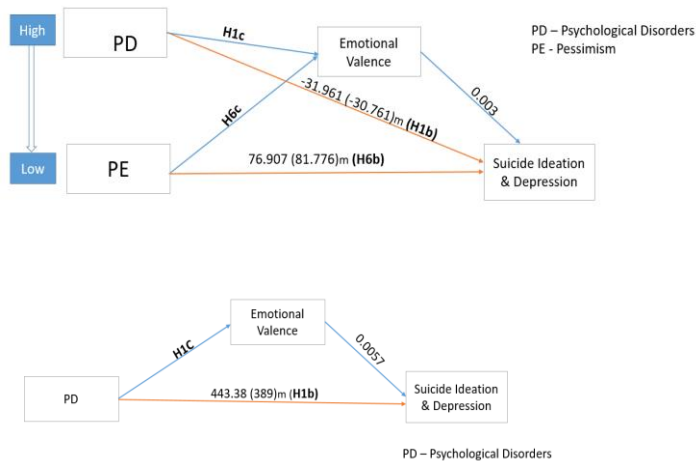 High
PD
H1c
Emotional
Valence
PD – Psychological Disorders
PE - Pessimism
-31.961 (-30.761)m (H1b)
0.003
H6c
Low
PE
76.907 (81.776)m (H6b)
Suicide Ideation
& Depression
Emotional
Valence
H1C
0.0057
PD
443.38 (389)m (H1b)
Suicide Ideation
& Depression
PD – Psychological Disorders